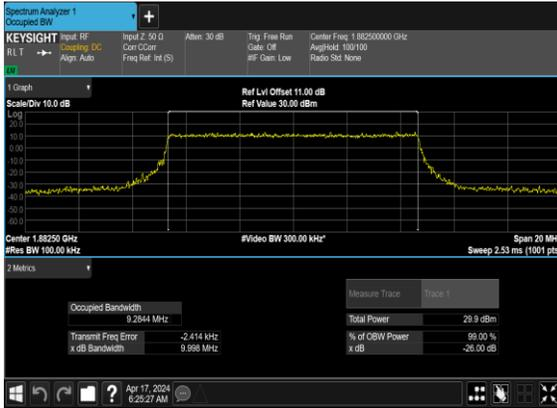 Spectrum Analyzer 1
Occupied BW
+
KEYSIGHT
RLT
Input: RF
Coupling: DC
Align: Auto
Input Z: 50 Ω
Corr CCorr
Freq Ref: Int (S)
Atten: 30 dB
Trig: Free Run
Gate: Off
#IF Gain: Low
Center Freq: 1.882500000 GHz
Avg|Hold: 100/100
Radio Std: None
1 Graph
Scale/Div 10.0 dB
Ref Lvl Offset 11.00 dB
Ref Value 30.00 dBm
Log
20.0
10.0
0.00
-10.0
-20.0
-30.0
-40.0
-50.0
-60.0
Center 1.88250 GHz
#Res BW 100.00 kHz
#Video BW 300.00 kHz*
Span 20 MH
Sweep 2.53 ms (1001 pts
2 Metrics
Measure Trace
Trace 1
Occupied Bandwidth
9.2844 MHz
Total Power
29.9 dBm
Transmit Freq Error
-2.414 kHz
% of OBW Power
99.00 %
x dB Bandwidth
9.998 MHz
x dB
-26.00 dB
?
Apr 17, 2024
6:25:27 AM